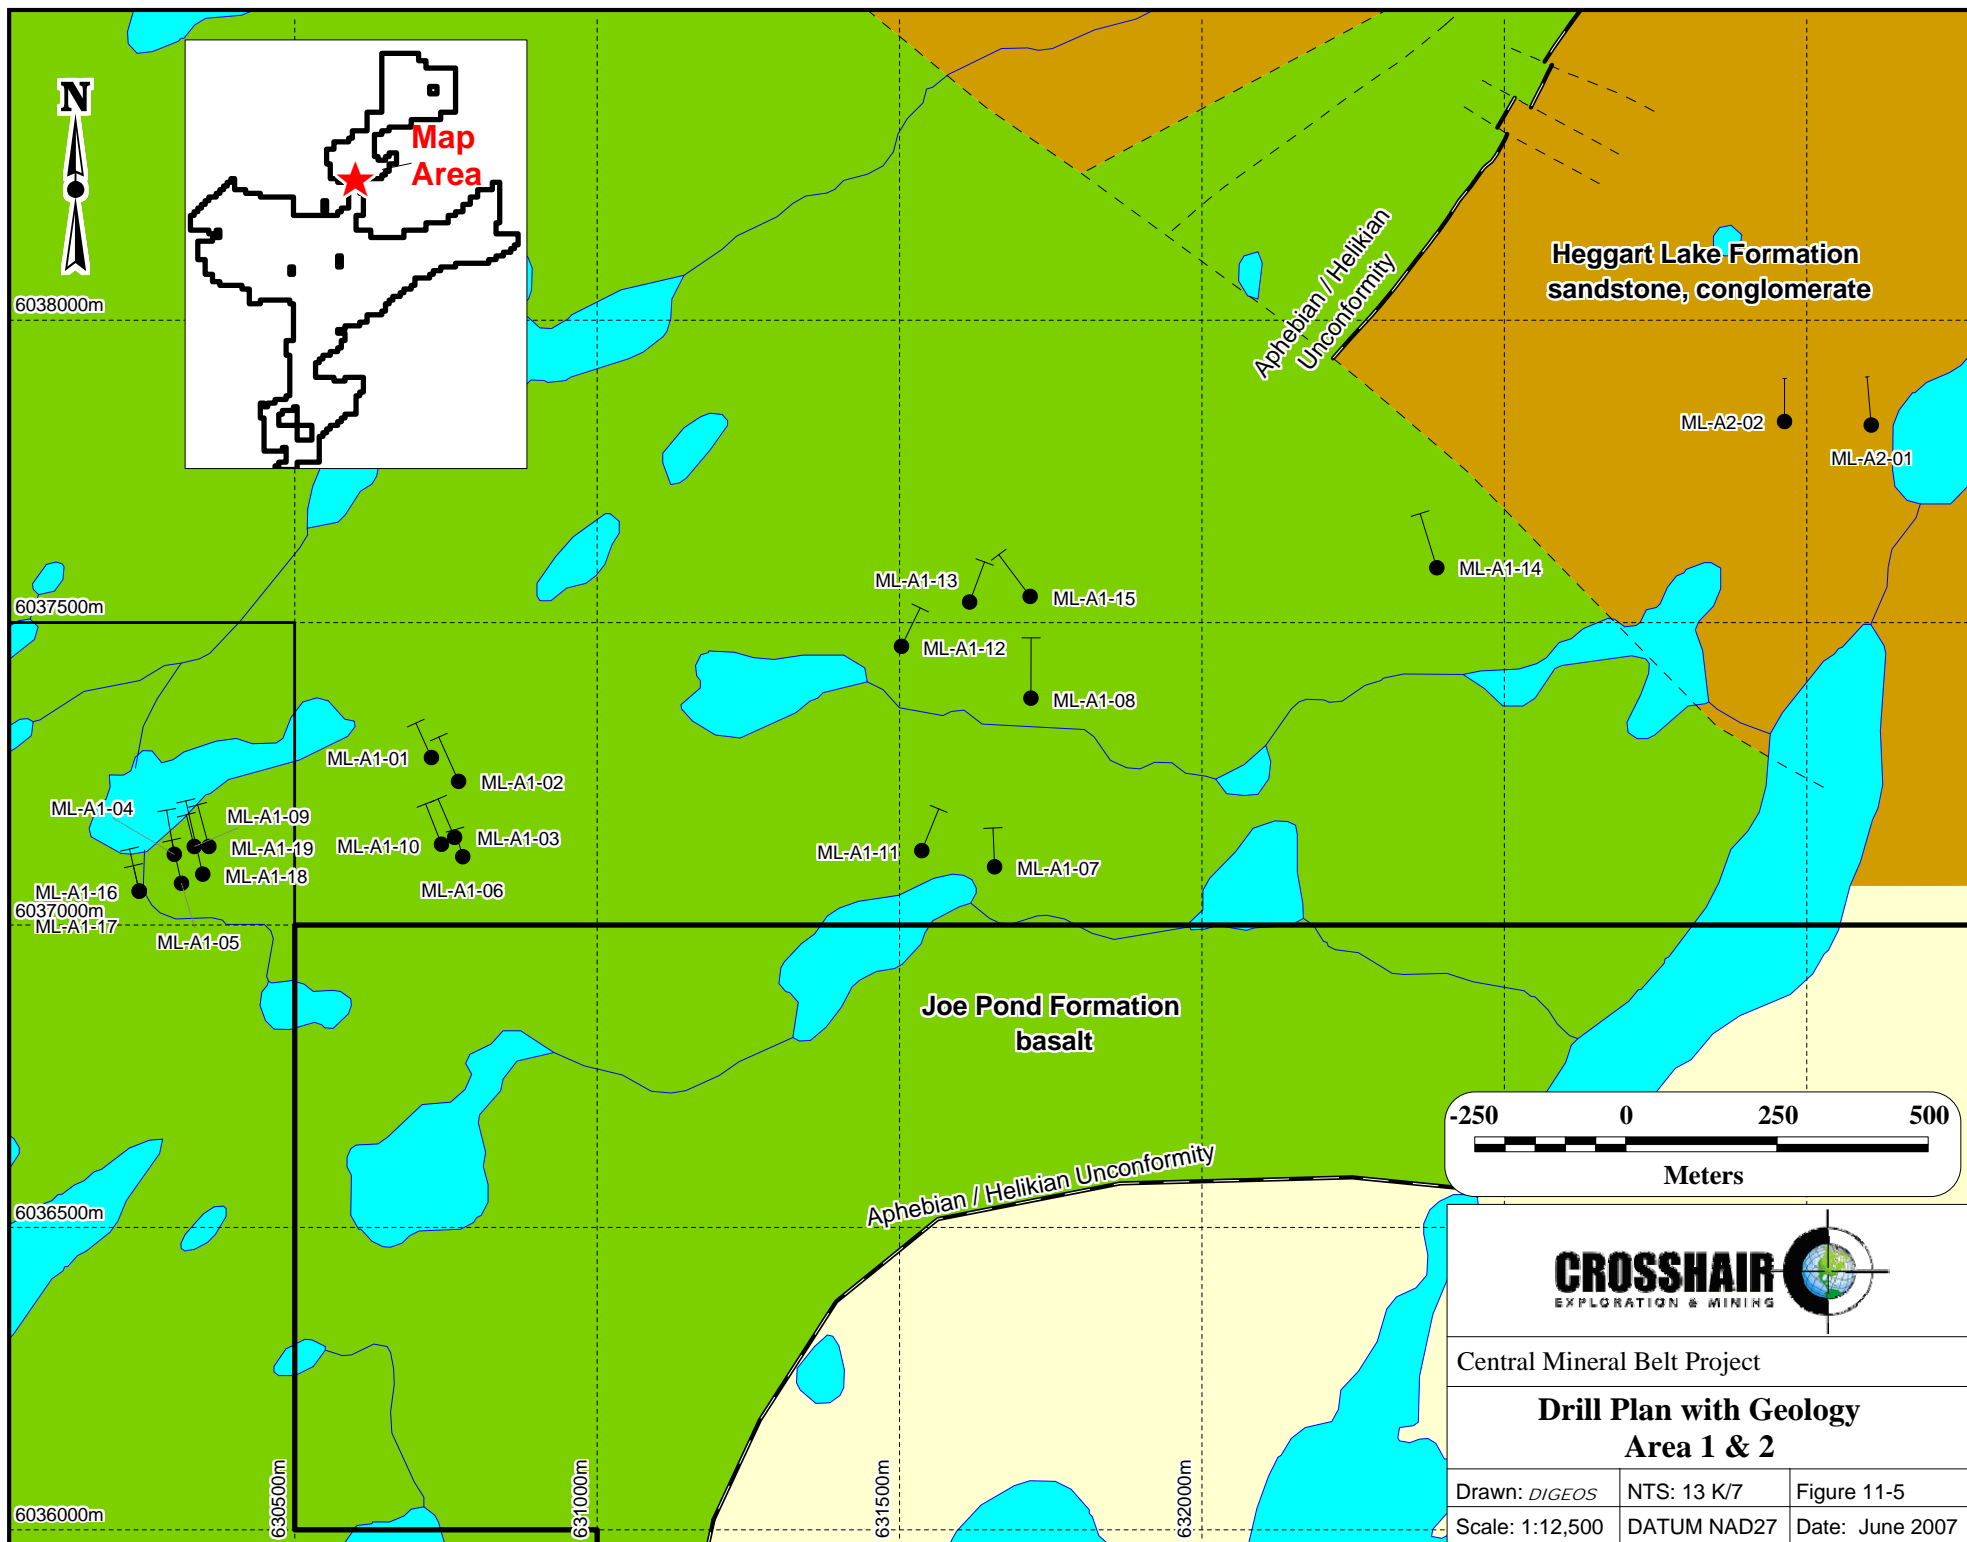 N
Map
Area
6038000m
Aphebian / Helikian
Unconformity
Heggart Lake Formation
sandstone, conglomerate
ML-A2-02
ML-A2-01
ML-A1-14
ML-A1-13
ML-A1-15
6037500m
ML-A1-12
ML-A1-08
ML-A1-01
ML-A1-02
ML-A1-04
ML-A1-09
ML-A1-03
ML-A1-10
ML-A1-19
ML-A1-11
ML-A1-07
ML-A1-18
ML-A1-16
ML-A1-06
6037000m
ML-A1-17
ML-A1-05
Joe Pond Formation
basalt
-250 0 250 500
Meters
Aphebian / Helikian Unconformity
6036500m
CROSSHAIR
EXPLORATION & MINING
Central Mineral Belt Project
Drill Plan with Geology
Area 1 & 2
630500m
631000m
631500m
632000m
6036000m
Drawn: DIGEOS NTS: 13 K/7 Figure 11-5
Scale: 1:12,500 DATUM NAD27 Date: June 2007